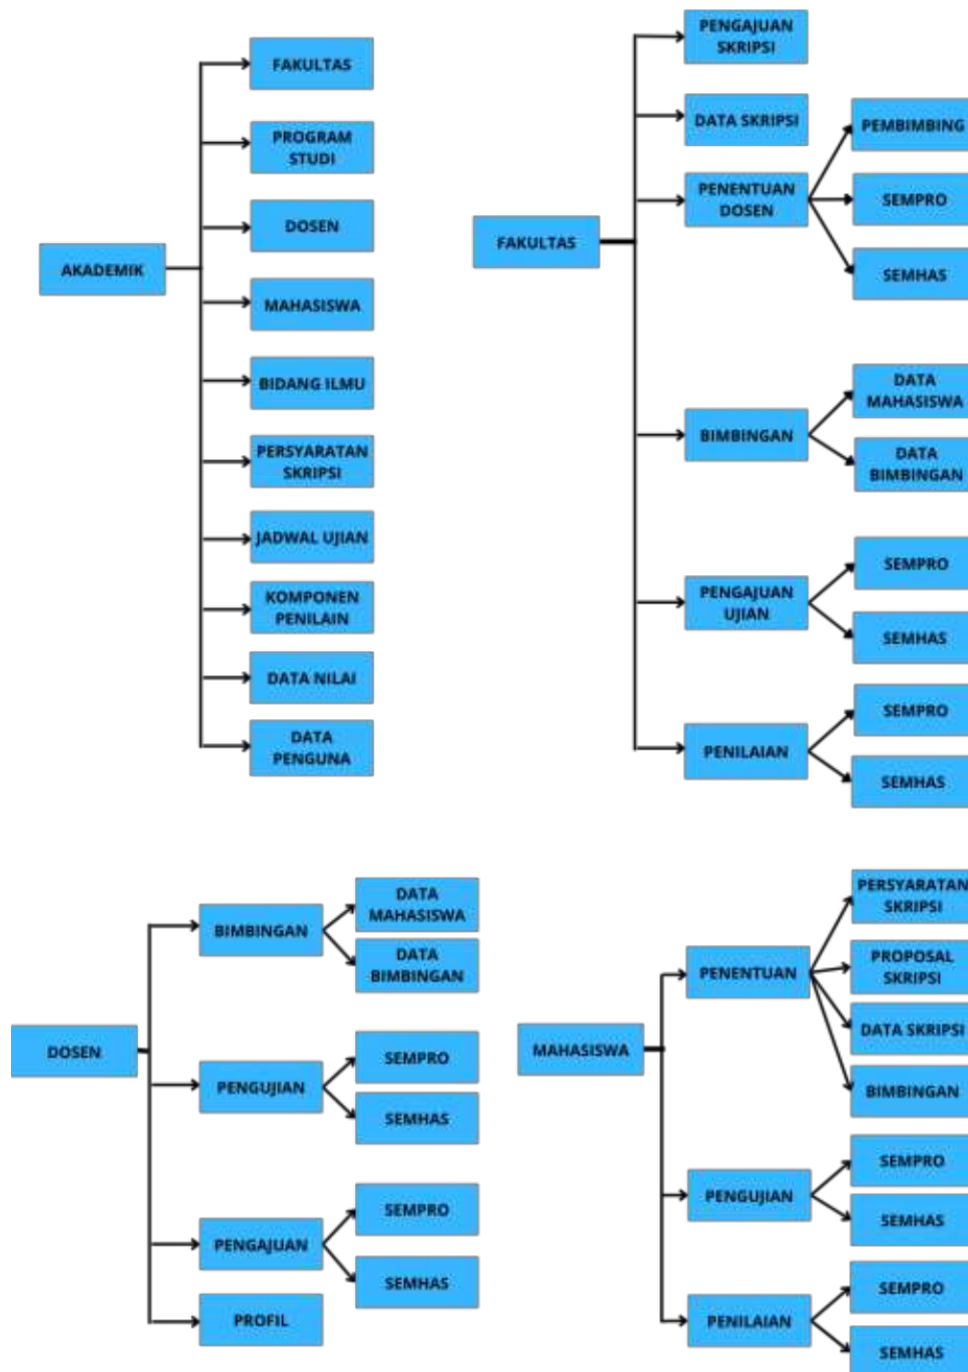 AKADEMIK
FAKULTAS
PROGRAM
STUDI
DOSEN
MAHASISWA
BIDANG ILMU
PERSYARATAN
SKRIPSI
JADWAL UJIAN
KOMPONEN
PENILAIN
DATA NILAI
DATA
PENGUNA
FAKULTAS
PENGAJUAN
SKRIPSI
DATA SKRIPSI
PENENTUAN
DOSEN
PEMBIMBING
SEMPRO
SEMHAS
BIMBINGAN
DATA
MAHASISWA
DATA
BIMBINGAN
PENGAJUAN
UJIAN
SEMPRO
SEMHAS
PENILAIAN
SEMPRO
SEMHAS
DOSEN
BIMBINGAN
DATA
MAHASISWA
DATA
BIMBINGAN
PENGUJIAN
SEMPRO
SEMHAS
PENGAJUAN
SEMPRO
SEMHAS
PROFIL
MAHASISWA
PENENTUAN
PERSYARATAN
SKRIPSI
PROPOSAL
SKRIPSI
DATA SKRIPSI
BIMBINGAN
PENGUJIAN
SEMPRO
SEMHAS
PENILAIAN
SEMPRO
SEMHAS